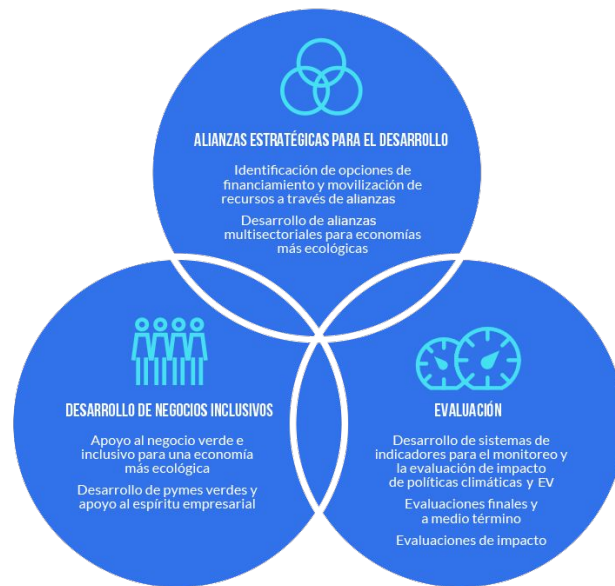 ALIANZAS ESTRATÉGICAS PARA EL DESARROLLO
Identificación de opciones de
financiamiento y movilización de
recursos a través de alianzas
Desarrollo de alianzas
multisectoriales para economías
más ecológicas
DESARROLLO DE NEGOCIOS INCLUSIVOS
Apoyo al negocio verde e
inclusivo para una economía
más ecológica
Desarrollo de pymes verdes y
apoyo al espíritu empresarial
EVALUACIÓN
Desarrollo de sistemas de
indicadores para el monitoreo y
la evaluación de impacto
de políticas climáticas y EV
Evaluaciones finales y
a medio término
Evaluaciones de impacto